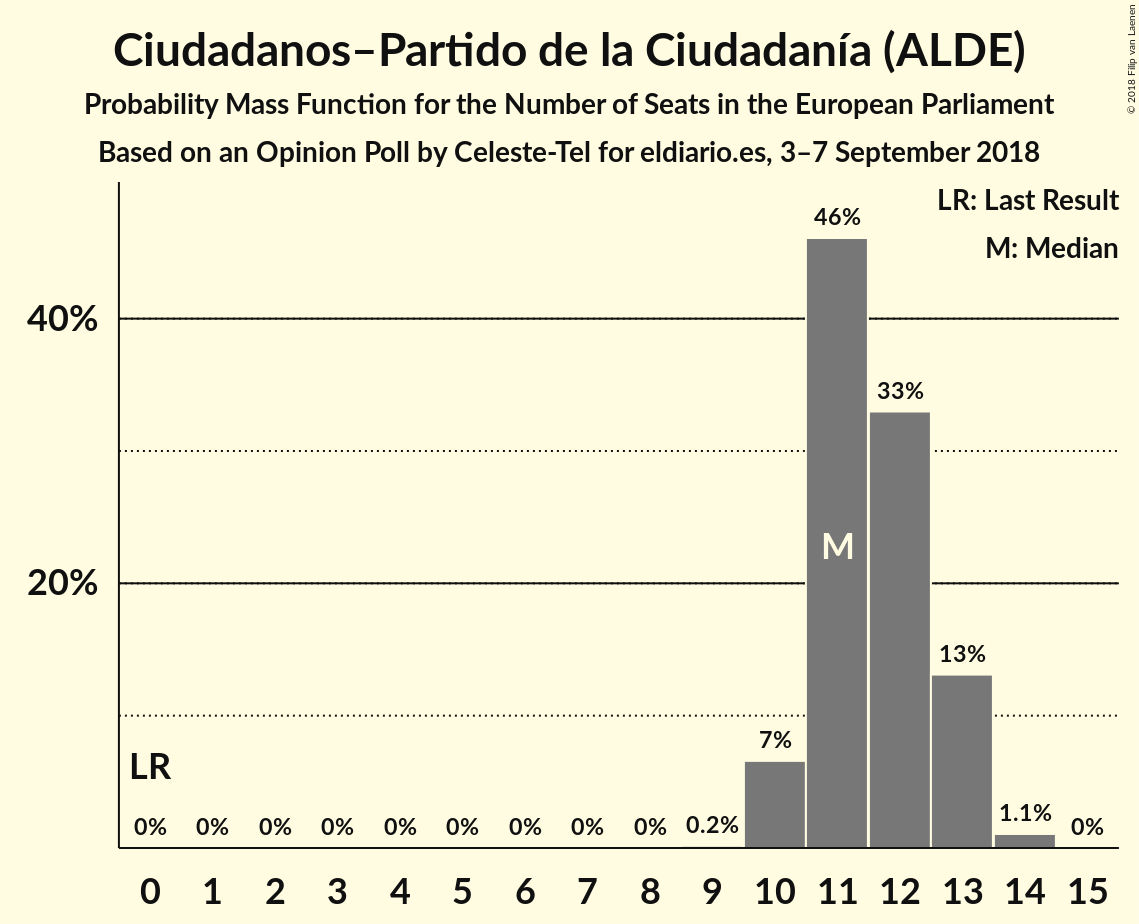 Ciudadanos–Partido de la Ciudadanía (ALDE)
Probability Mass Function for the Number of Seats in the European Parliament
Based on an Opinion Poll by Celeste-Tel for eldiario.es, 3–7 September 2018
© 2018 Filip van Laenen
LR: Last Result
M: Median
46%
40%
33%
M
20%
13%
7%
LR
0% 0% 0% 0% 0% 0% 0% 0% 0% 0.2% 1.1% 0%
0 1 2 3 4 5 6 7 8 9 10 11 12 13 14 15